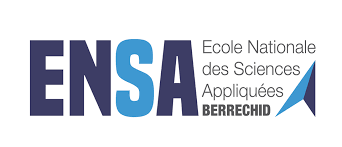 ENSA
Ecole Nationale
des Sciences
Appliquées
BERRECHID